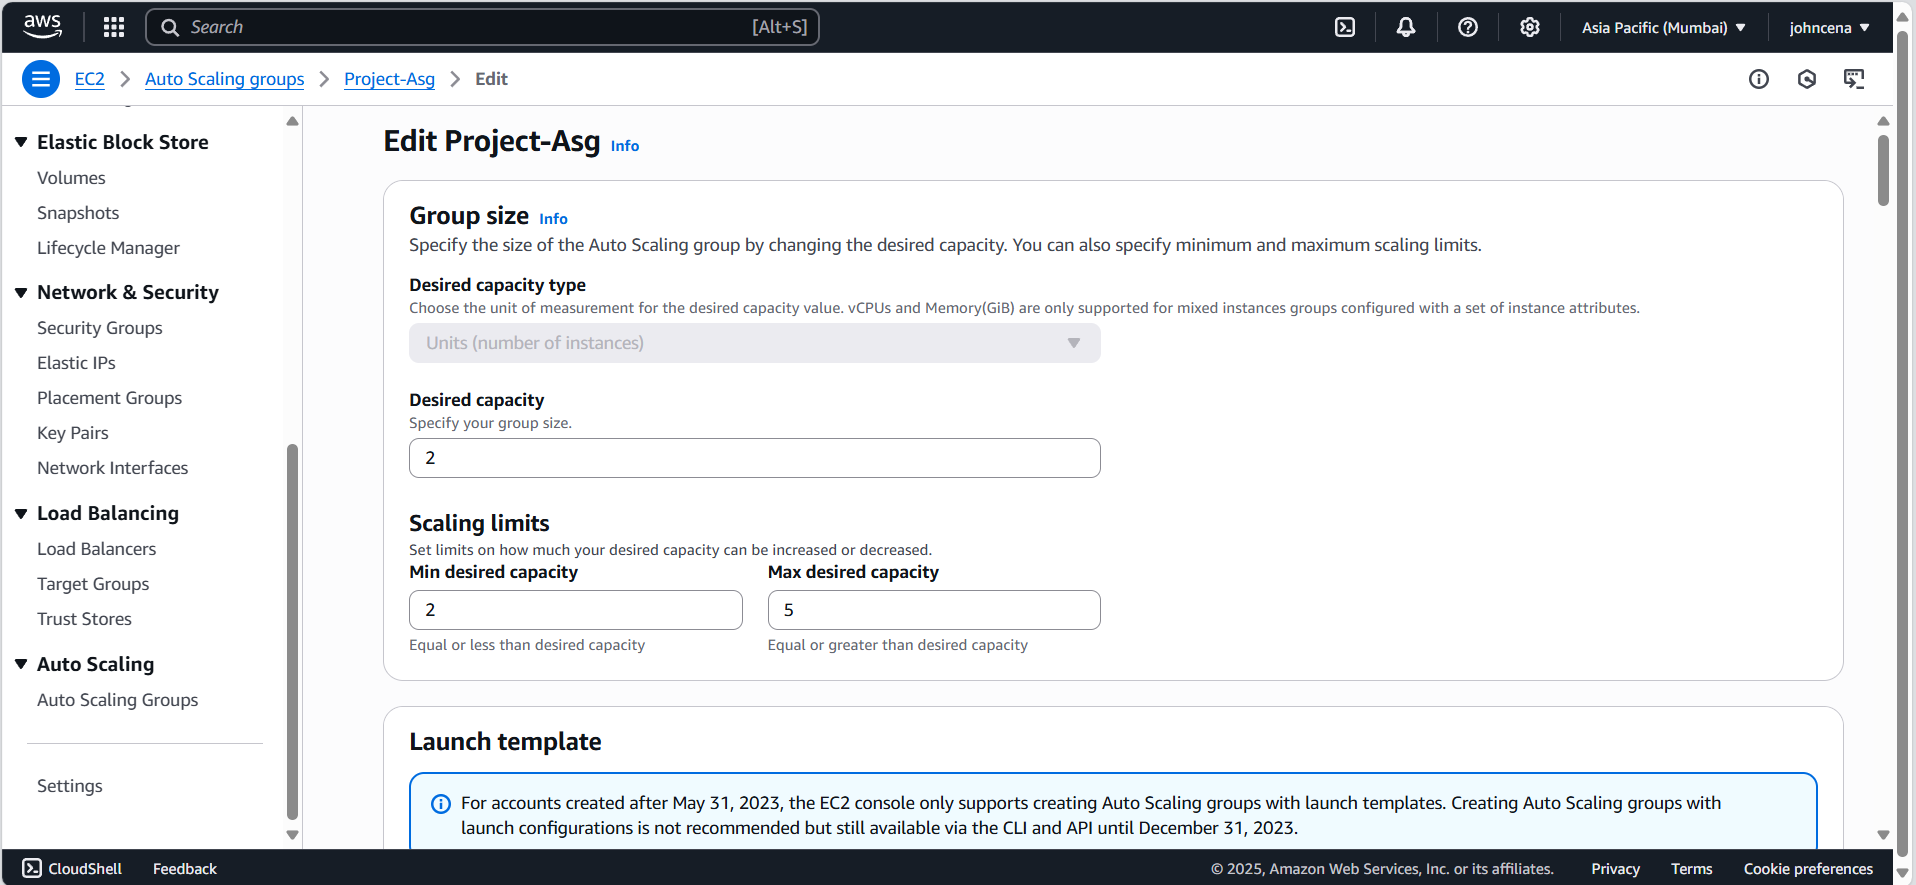 aws
Search [Alt+S]
Asia Pacific (Mumbai)
johncena
EC2 > Auto Scaling groups > Project-Asg > Edit
Elastic Block Store
Volumes
Snapshots
Lifecycle Manager
Network & Security
Security Groups
Elastic IPs
Placement Groups
Key Pairs
Network Interfaces
Load Balancing
Load Balancers
Target Groups
Trust Stores
Auto Scaling
Auto Scaling Groups
Settings
Edit Project-Asg Info
Group size Info
Specify the size of the Auto Scaling group by changing the desired capacity. You can also specify minimum and maximum scaling limits.
Desired capacity type
Choose the unit of measurement for the desired capacity value. vCPUs and Memory(GiB) are only supported for mixed instances groups configured with a set of instance attributes.
Units (number of instances)
Desired capacity
Specify your group size.
2
Scaling limits
Set limits on how much your desired capacity can be increased or decreased.
Min desired capacity
2
Equal or less than desired capacity
Max desired capacity
5
Equal or greater than desired capacity
Launch template
For accounts created after May 31, 2023, the EC2 console only supports creating Auto Scaling groups with launch templates. Creating Auto Scaling groups with
launch configurations is not recommended but still available via the CLI and API until December 31, 2023.
CloudShell
Feedback
© 2025, Amazon Web Services, Inc. or its affiliates.
Privacy
Terms
Cookie preferences